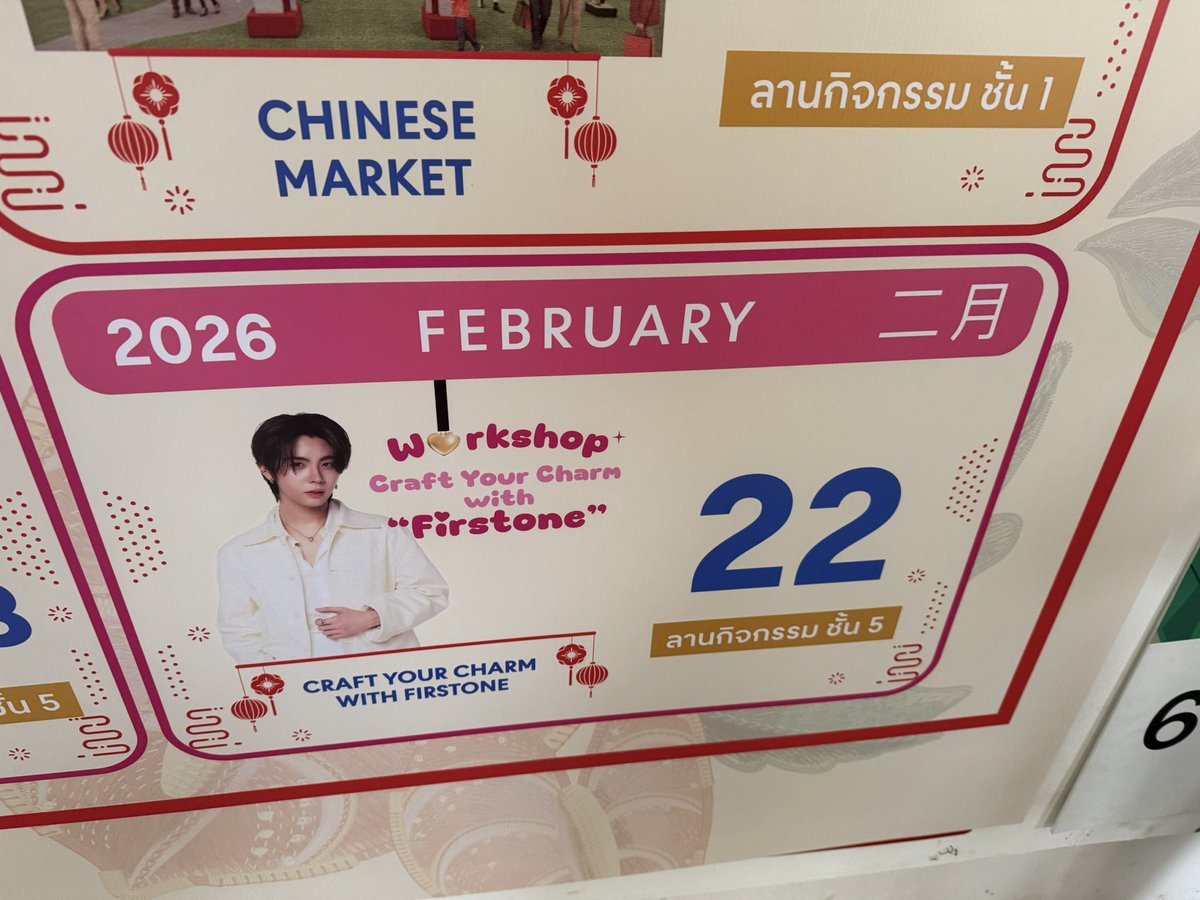 CHINESE
MARKET
ลานกิจกรรม ชั้น 1
2026 FEBRUARY 二月
Workshop
Craft Your Charm
with
"Firstone"
22
ลานกิจกรรม ชั้น 5
CRAFT YOUR CHARM
WITH FIRSTONE
ชั้น 5
6